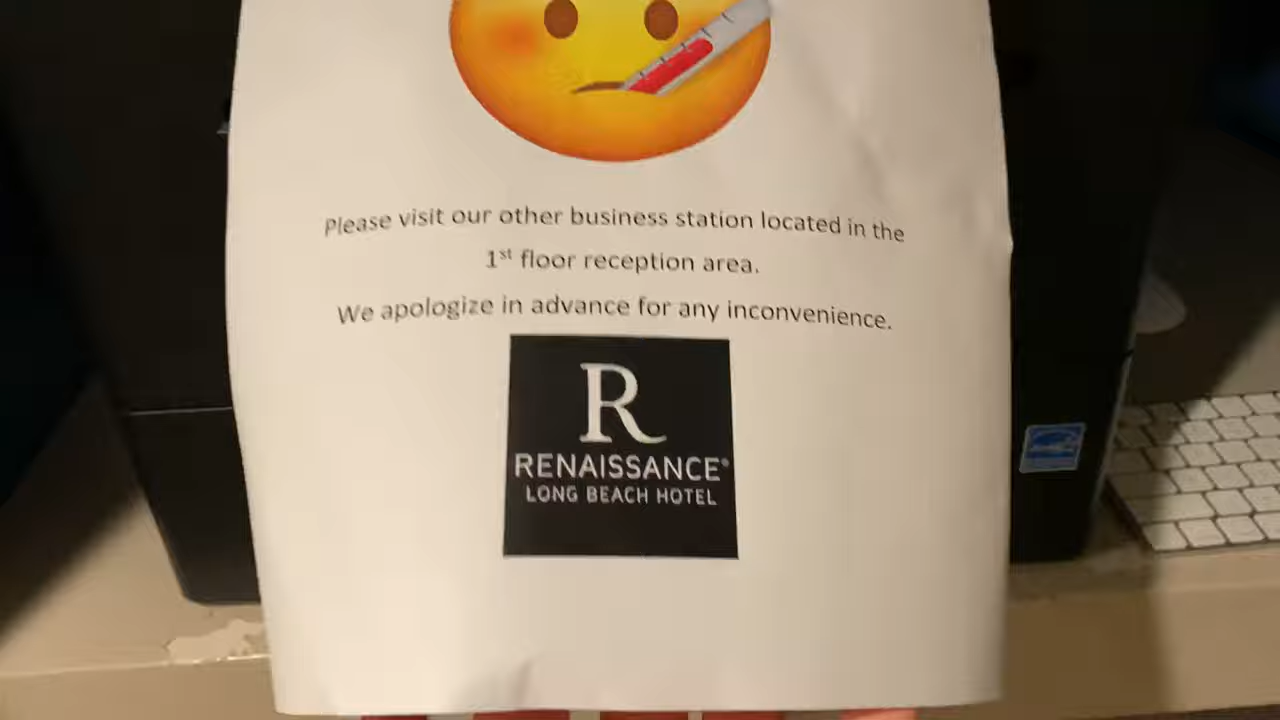 Please visit our other business station located in the
1st floor reception area.
We apologize in advance for any inconvenience.
R
RENAISSANCE®
LONG BEACH HOTEL